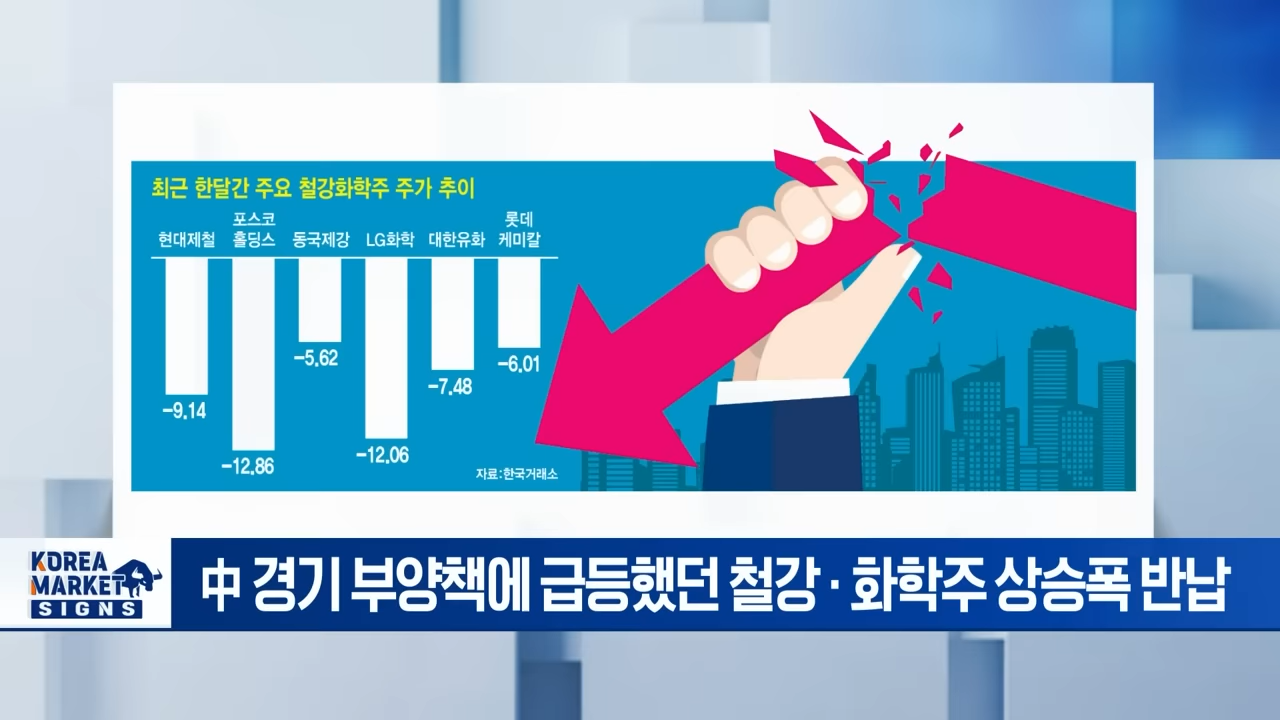 최근 한달간 주요 철강화학주 주가 추이
현대제철
포스코
홀딩스
동국제강
LG화학
대한유화
롯데
케미칼
-9.14
-12.86
-5.62
-12.06
-7.48
-6.01
자료:한국거래소
KOREA
MARKET
SIGNS
中 경기 부양책에 급등했던 철강·화학주 상승폭 반납